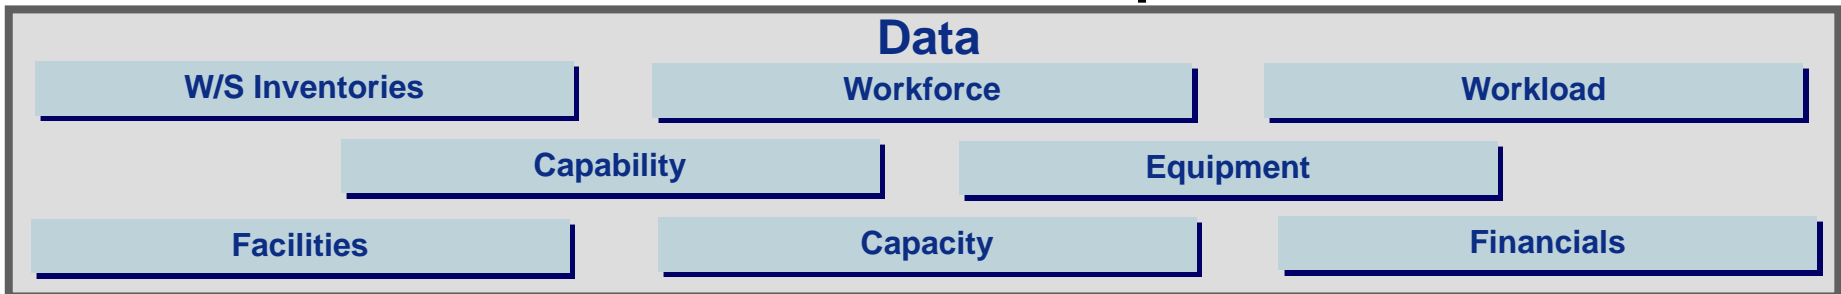 Data
W/S Inventories
Workforce
Workload
Capability
Equipment
Facilities
Capacity
Financials